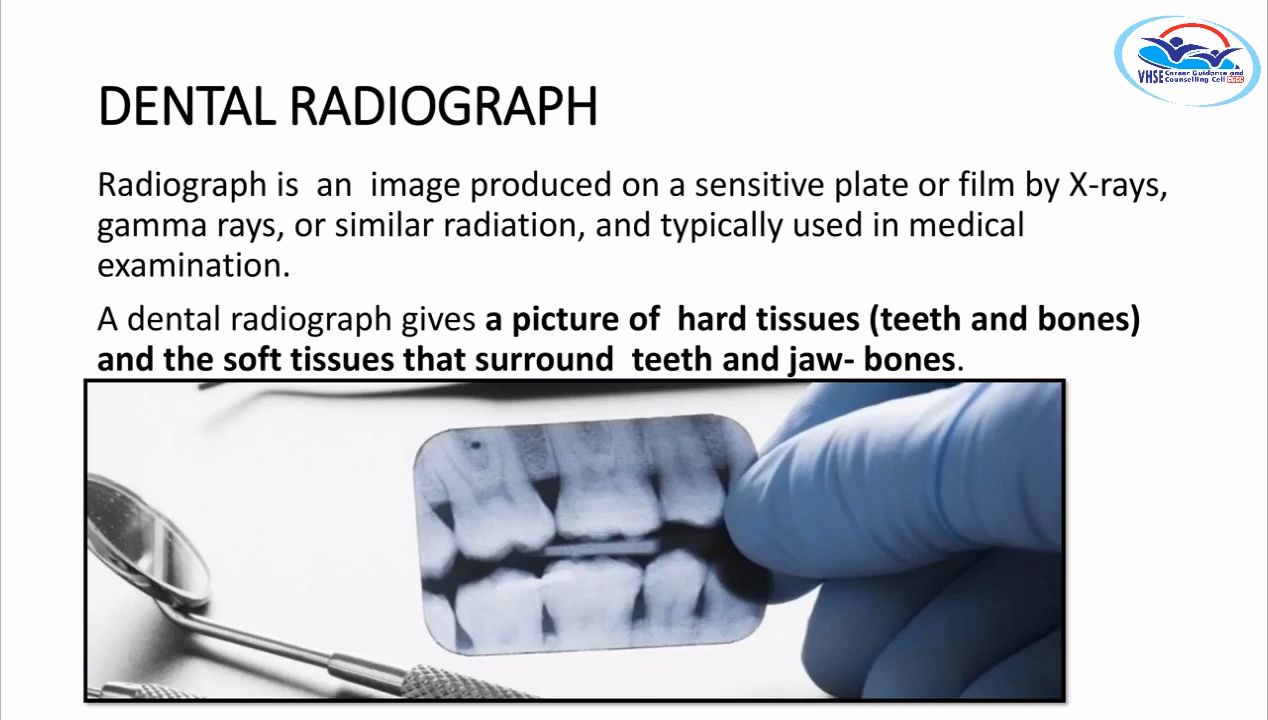 VHSE Career Guidance and
Counselling Cell
DENTAL RADIOGRAPH
Radiograph is an image produced on a sensitive plate or film by X-rays,
gamma rays, or similar radiation, and typically used in medical
examination.
A dental radiograph gives a picture of hard tissues (teeth and bones)
and the soft tissues that surround teeth and jaw- bones.